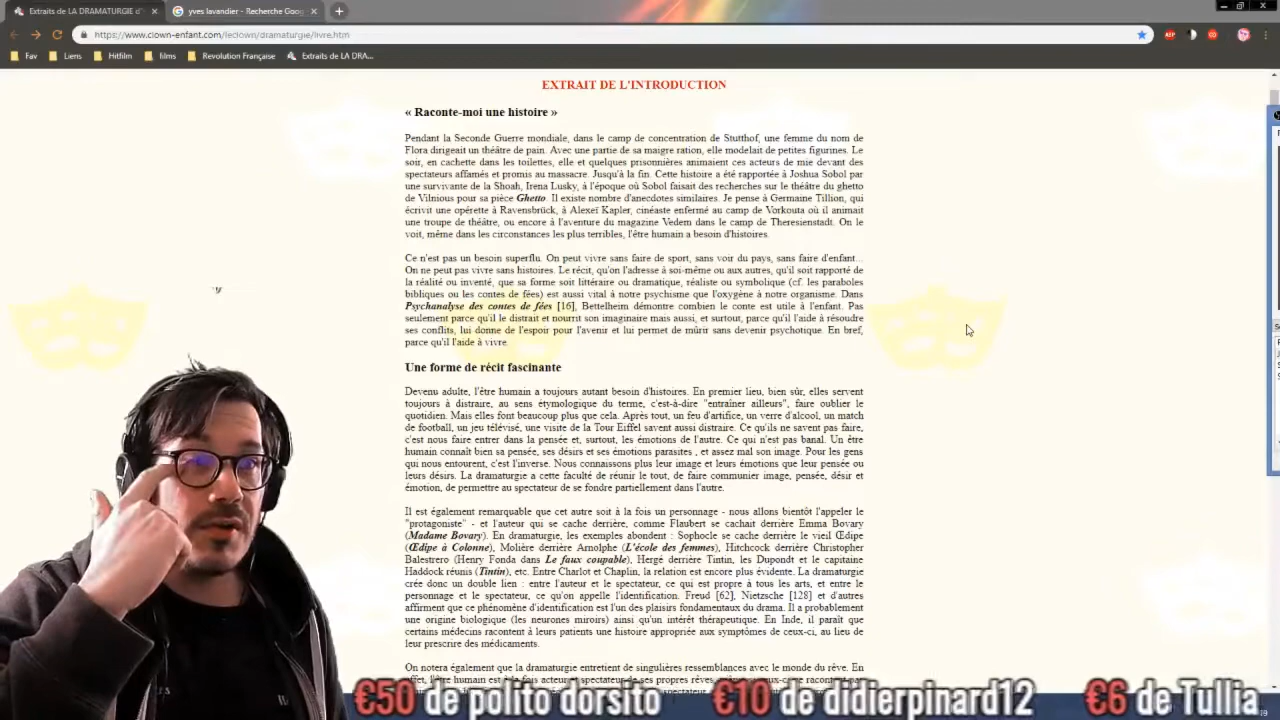 Extraits de LA DRAMATURGIE d'
yves lavandier - Recherche Goog
https://www.clown-enfant.com/leclown/dramaturgie/livre.htm
Fav Liens Hitfilm films Revolution Française Extraits de LA DRA...
EXTRAIT DE L'INTRODUCTION
« Raconte-moi une histoire »
Pendant la Seconde Guerre mondiale, dans le camp de concentration de Stutthof, une femme du nom de
Flora dirigeait un théâtre de pain. Avec une partie de sa maigre ration, elle modelait de petites figurines. Le
soir, en cachette dans les toilettes, elle et quelques prisonnières animaient ces acteurs de mie devant des
spectateurs affamés et promis au massacre. Jusqu'à la fin. Cette histoire a été rapportée à Joshua Sobol par
une survivante de la Shoah, Irena Lusky, à l'époque où Sobol faisait des recherches sur le théâtre du ghetto
de Vilnious pour sa pièce Ghetto. Il existe nombre d'anecdotes similaires. Je pense à Germaine Tillion, qui
écrivit une opérette à Ravensbrück, à Alexeï Kapler, cinéaste enfermé au camp de Vorkouta où il animait
une troupe de théâtre, ou encore à l'aventure du magazine Vedem dans le camp de Theresienstadt. On le
voit, même dans les circonstances les plus terribles, l'être humain a besoin d'histoires.
Ce n'est pas un besoin superflu. On peut vivre sans faire de sport, sans voir du pays, sans faire d'enfant...
On ne peut pas vivre sans histoires. Le récit, qu'on l'adresse à soi-même ou aux autres, qu'il soit rapporté de
la réalité ou inventé, que sa forme soit littéraire ou dramatique, réaliste ou symbolique (cf. les paraboles
bibliques ou les contes de fées) est aussi vital à notre psychisme que l'oxygène à notre organisme. Dans
Psychanalyse des contes de fées [16], Bettelheim démontre combien le conte est utile à l'enfant. Pas
seulement parce qu'il le distrait et nourrit son imaginaire mais aussi, et surtout, parce qu'il l'aide à résoudre
ses conflits, lui donne de l'espoir pour l'avenir et lui permet de mûrir sans devenir psychotique. En bref,
parce qu'il l'aide à vivre.
Une forme de récit fascinante
Devenu adulte, l'être humain a toujours autant besoin d'histoires. En premier lieu, bien sûr, elles servent
toujours à distraire, au sens étymologique du terme, c'est-à-dire "entraîner ailleurs", faire oublier le
quotidien. Mais elles font beaucoup plus que cela. Après tout, un feu d'artifice, un verre d'alcool, un match
de football, un jeu télévisé, une visite de la Tour Eiffel savent aussi distraire. Ce qu'ils ne savent pas faire,
c'est nous faire entrer dans la pensée et, surtout, les émotions de l'autre. Ce qui n'est pas banal. Un être
humain connaît bien sa pensée, ses désirs et ses émotions parasites , et assez mal son image. Pour les gens
qui nous entourent, c'est l'inverse. Nous connaissons plus leur image et leurs émotions que leur pensée ou
leurs désirs. La dramaturgie a cette faculté de réunir le tout, de faire communier image, pensée, désir et
émotion, de permettre au spectateur de se fondre partiellement dans l'autre.
Il est également remarquable que cet autre soit à la fois un personnage - nous allons bientôt l'appeler le
"protagoniste" - et l'auteur qui se cache derrière, comme Flaubert se cachait derrière Emma Bovary
(Madame Bovary). En dramaturgie, les exemples abondent : Sophocle se cache derrière le vieil Œdipe
(Œdipe à Colonne), Molière derrière Arnolphe (L'école des femmes), Hitchcock derrière Christopher
Balestrero (Henry Fonda dans Le faux coupable), Hergé derrière Tintin, les Dupondt et le capitaine
Haddock réunis (Tintin), etc. Entre Charlot et Chaplin, la relation est encore plus évidente. La dramaturgie
crée donc un double lien : entre l'auteur et le spectateur, ce qui est propre à tous les arts, et entre le
personnage et le spectateur, ce qu'on appelle l'identification. Freud [62], Nietzsche [128] et d'autres
affirment que ce phénomène d'identification est l'un des plaisirs fondamentaux du drama. Il a probablement
une origine biologique (les neurones miroirs) ainsi qu'un intérêt thérapeutique. En Inde, il paraît que
certains médecins racontent à leurs patients une histoire appropriée aux symptômes de ceux-ci, au lieu de
leur prescrire des médicaments.
On notera également que la dramaturgie entretient de singulières ressemblances avec le monde du rêve. En
€50 de polito dorsito €10 de didierpinard12 €6 de Tullia